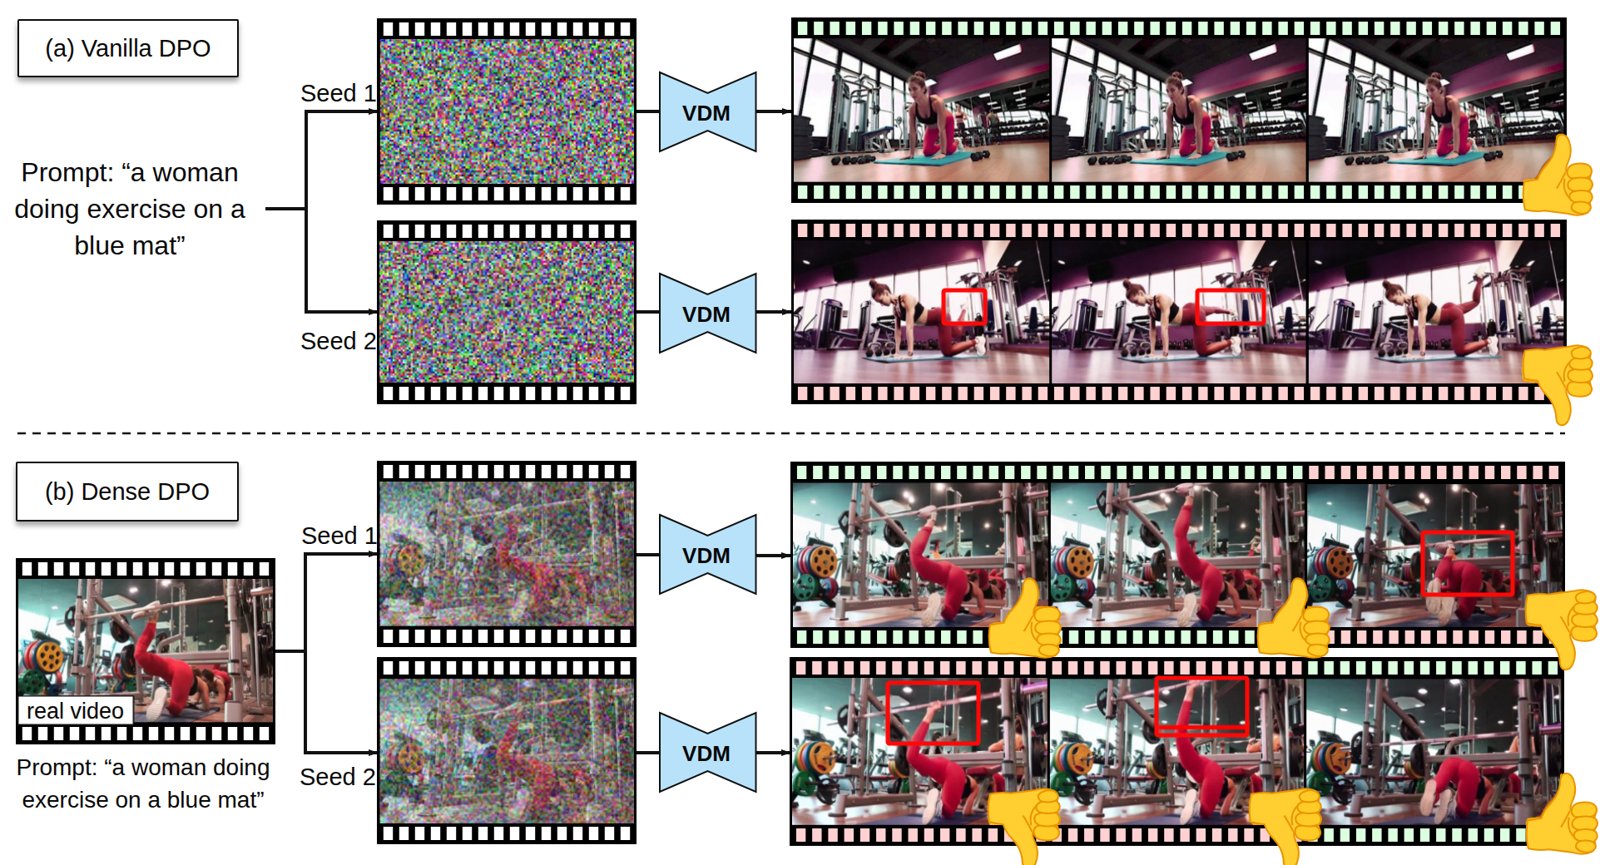 (a) Vanilla DPO
Prompt: “a woman
doing exercise on a
blue mat”
Seed 1
VDM
Seed 2
VDM
(b) Dense DPO
real video
Prompt: “a woman doing
exercise on a blue mat”
Seed 1
VDM
Seed 2
VDM